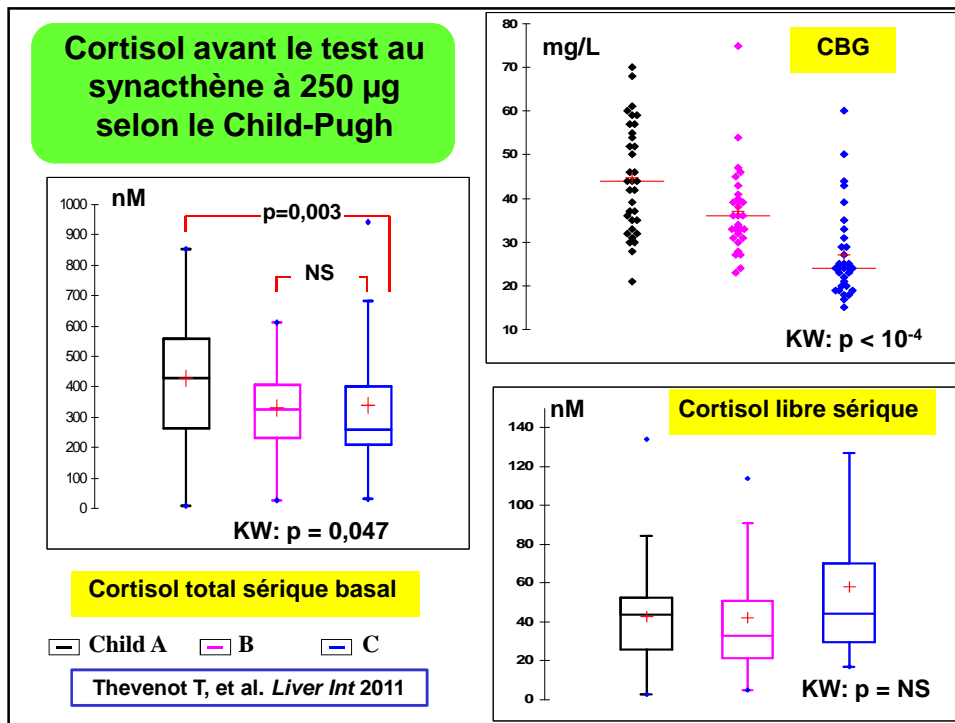 Cortisol avant le test au
synacthène à 250 µg
selon le Child-Pugh
nM
1000
900
800
700
600
500
400
300
200
100
0
p=0,003
NS
KW: p = 0,047
Cortisol total sérique basal
Child A B C
Thevenot T, et al. Liver Int 2011
80
70
60
50
40
30
20
10
mg/L
CBG
KW: p < 10-4
nM
Cortisol libre sérique
140
120
100
80
60
40
20
0
KW: p = NS